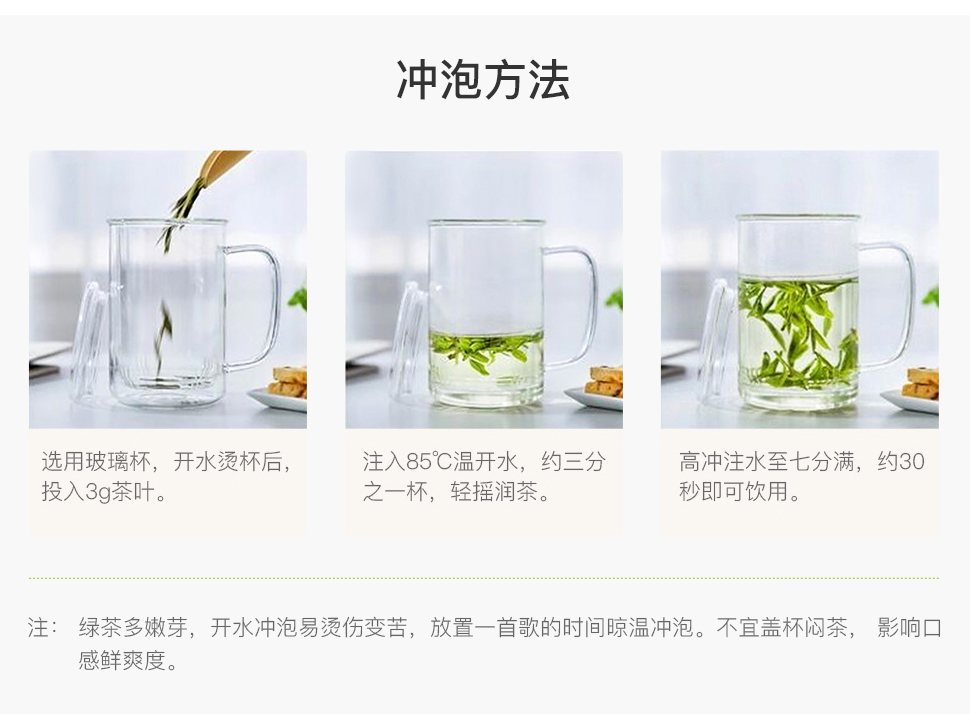 冲泡方法
选用玻璃杯，开水烫杯后，
投入3g茶叶。
注入85℃温开水，约三分
之一杯，轻摇润茶。
高冲注水至七分满，约30
秒即可饮用。
注： 绿茶多嫩芽，开水冲泡易烫伤变苦，放置一首歌的时间晾温冲泡。不宜盖杯闷茶， 影响口
感鲜爽度。